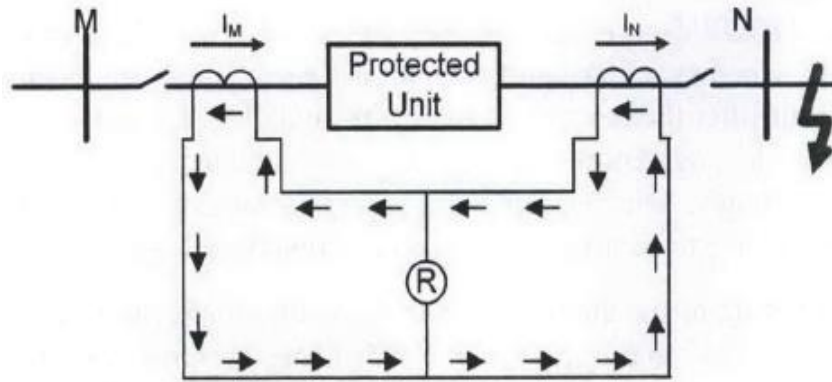 M
I_M
I_N
N
Protected
Unit
R